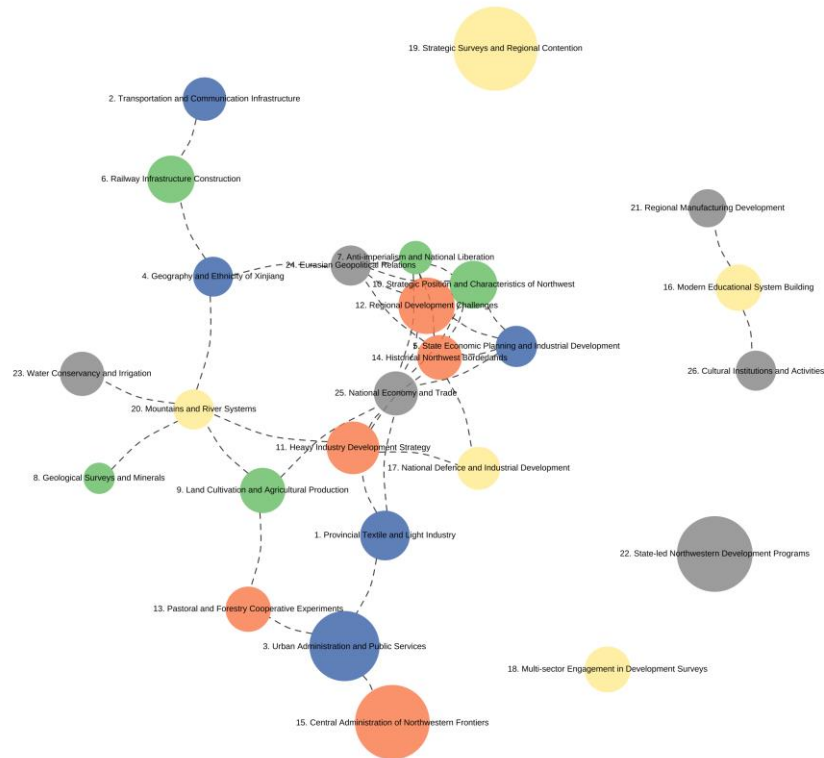 19. Strategic Surveys and Regional Contention
2. Transportation and Communication Infrastructure
6. Railway Infrastructure Construction
21. Regional Manufacturing Development
7. Anti-imperialism and National Liberation
24. Eurasian Geopolitical Relations
4. Geography and Ethnicity of Xinjiang
10. Strategic Position and Characteristics of Northwest
16. Modern Educational System Building
12. Regional Development Challenges
5. State Economic Planning and Industrial Development
14. Historical Northwest Borderlands
23. Water Conservancy and Irrigation
26. Cultural Institutions and Activities
25. National Economy and Trade
20. Mountains and River Systems
11. Heavy Industry Development Strategy
17. National Defence and Industrial Development
8. Geological Surveys and Minerals
9. Land Cultivation and Agricultural Production
1. Provincial Textile and Light Industry
22. State-led Northwestern Development Programs
13. Pastoral and Forestry Cooperative Experiments
3. Urban Administration and Public Services
18. Multi-sector Engagement in Development Surveys
15. Central Administration of Northwestern Frontiers